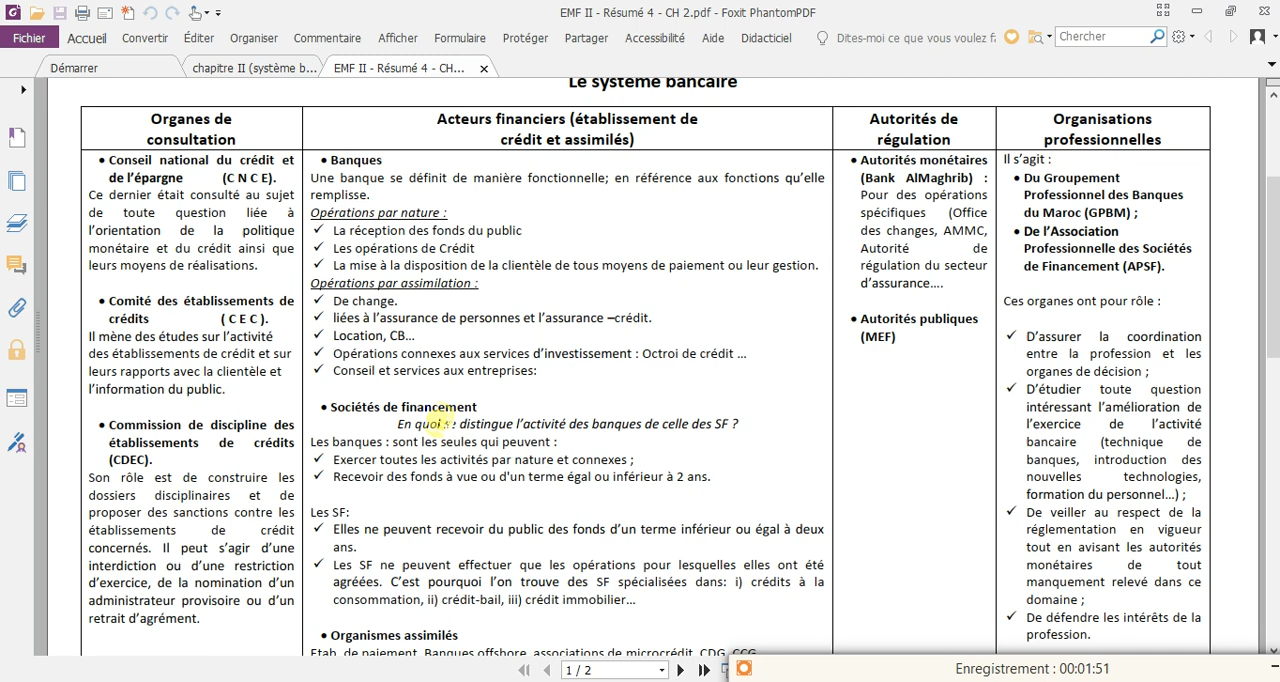 EMF II - Résumé 4 - CH 2.pdf - Foxit PhantomPDF
Fichier Accueil Convertir Éditer Organiser Commentaire Afficher Formulaire Protéger Partager Accessibilité Aide Didacticiel Dites-moi ce que vous voulez f Chercher
Démarrer chapitre II (système b... EMF II - Résumé 4 - CH...
Le système bancaire
Organes de
consultation
• Conseil national du crédit et
de l'épargne (C N C E).
Ce dernier était consulté au sujet
de toute question liée à
l'orientation de la politique
monétaire et du crédit ainsi que
leurs moyens de réalisations.
• Comité des établissements de
crédits ( C E C ).
Il mène des études sur l'activité
des établissements de crédit et sur
leurs rapports avec la clientèle et
l'information du public.
• Commission de discipline des
établissements de crédits
(CDEC).
Son rôle est de construire les
dossiers disciplinaires et de
proposer des sanctions contre les
établissements de crédit
concernés. Il peut s'agir d'une
interdiction ou d'une restriction
d'exercice, de la nomination d'un
administrateur provisoire ou d'un
retrait d'agrément.
Acteurs financiers (établissement de
crédit et assimilés)
• Banques
Une banque se définit de manière fonctionnelle; en référence aux fonctions qu'elle
remplisse.
Opérations par nature :
✓ La réception des fonds du public
✓ Les opérations de Crédit
✓ La mise à la disposition de la clientèle de tous moyens de paiement ou leur gestion.
Opérations par assimilation :
✓ De change.
✓ liées à l'assurance de personnes et l'assurance –crédit.
✓ Location, CB...
✓ Opérations connexes aux services d'investissement : Octroi de crédit ...
✓ Conseil et services aux entreprises:
• Sociétés de financement
En quoi se distingue l'activité des banques de celle des SF ?
Les banques : sont les seules qui peuvent :
✓ Exercer toutes les activités par nature et connexes ;
✓ Recevoir des fonds à vue ou d'un terme égal ou inférieur à 2 ans.
Les SF:
✓ Elles ne peuvent recevoir du public des fonds d'un terme inférieur ou égal à deux
ans.
✓ Les SF ne peuvent effectuer que les opérations pour lesquelles elles ont été
agréées. C'est pourquoi l'on trouve des SF spécialisées dans: i) crédits à la
consommation, ii) crédit-bail, iii) crédit immobilier...
• Organismes assimilés
Etab. de paiement, Banques offshore, associations de microcrédit, CDG, CCG
Autorités de
régulation
• Autorités monétaires
(Bank AlMaghrib) :
Pour des opérations
spécifiques (Office
des changes, AMMC,
Autorité de
régulation du secteur
d'assurance....
• Autorités publiques
(MEF)
Organisations
professionnelles
Il s'agit :
• Du Groupement
Professionnel des Banques
du Maroc (GPBM) ;
• De l'Association
Professionnelle des Sociétés
de Financement (APSF).
Ces organes ont pour rôle :
✓ D'assurer la coordination
entre la profession et les
organes de décision ;
✓ D'étudier toute question
intéressant l'amélioration de
l'exercice de l'activité
bancaire (technique de
banques, introduction des
nouvelles technologies,
formation du personnel...) ;
✓ De veiller au respect de la
réglementation en vigueur
tout en avisant les autorités
monétaires de tout
manquement relevé dans ce
domaine ;
✓ De défendre les intérêts de la
profession.
1 / 2
Enregistrement : 00:01:51